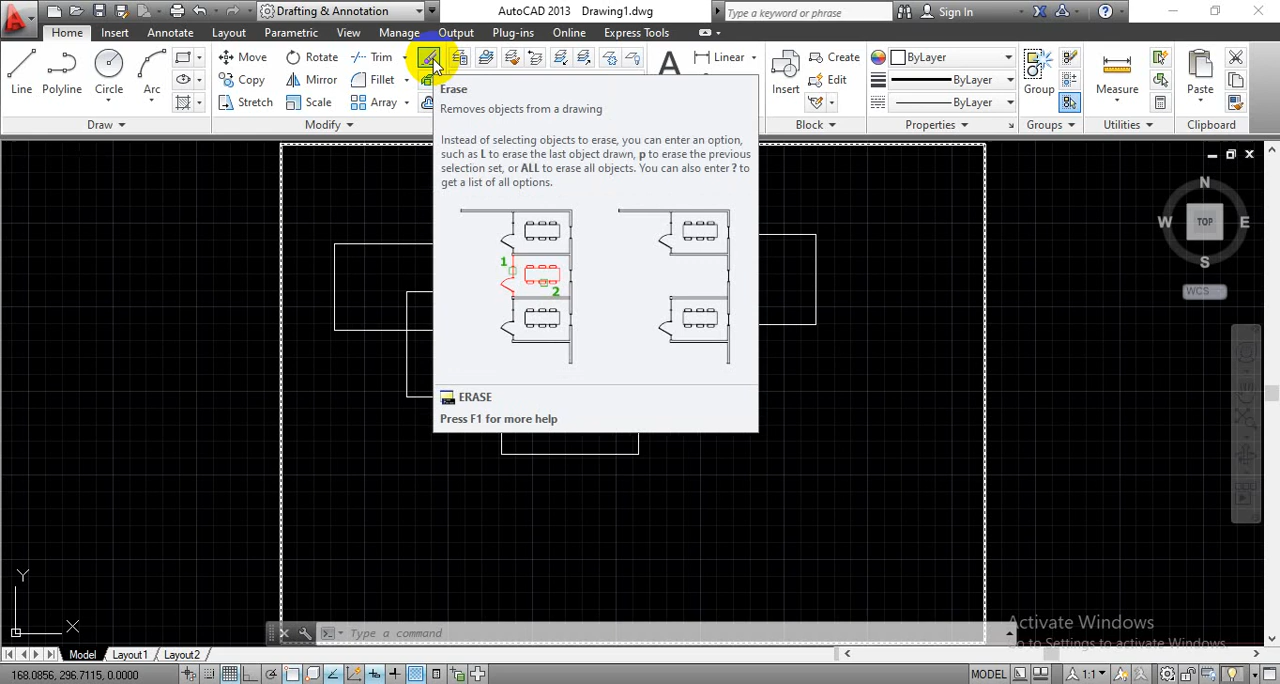 Drafting & Annotation
AutoCAD 2013 Drawing1.dwg
Type a keyword or phrase
Sign In
Home Insert Annotate Layout Parametric View Manage Output Plug-ins Online Express Tools
Move Rotate Trim Linear Create ByLayer
Copy Mirror Fillet Edit ByLayer
Line Polyline Circle Arc Insert Group Measure Paste
Stretch Scale Array ByLayer
Draw Modify Block Properties Groups Utilities Clipboard
Erase
Removes objects from a drawing
Instead of selecting objects to erase, you can enter an option,
such as L to erase the last object drawn, p to erase the previous
selection set, or ALL to erase all objects. You can also enter ? to
get a list of all options.
1
2
ERASE
Press F1 for more help
N
W TOP E
S
WCS
Y
X
Type a command
Activate Windows
Go to Settings to activate Windows.
Model Layout1 Layout2
168.0856, 296.7115, 0.0000 MODEL 1:1